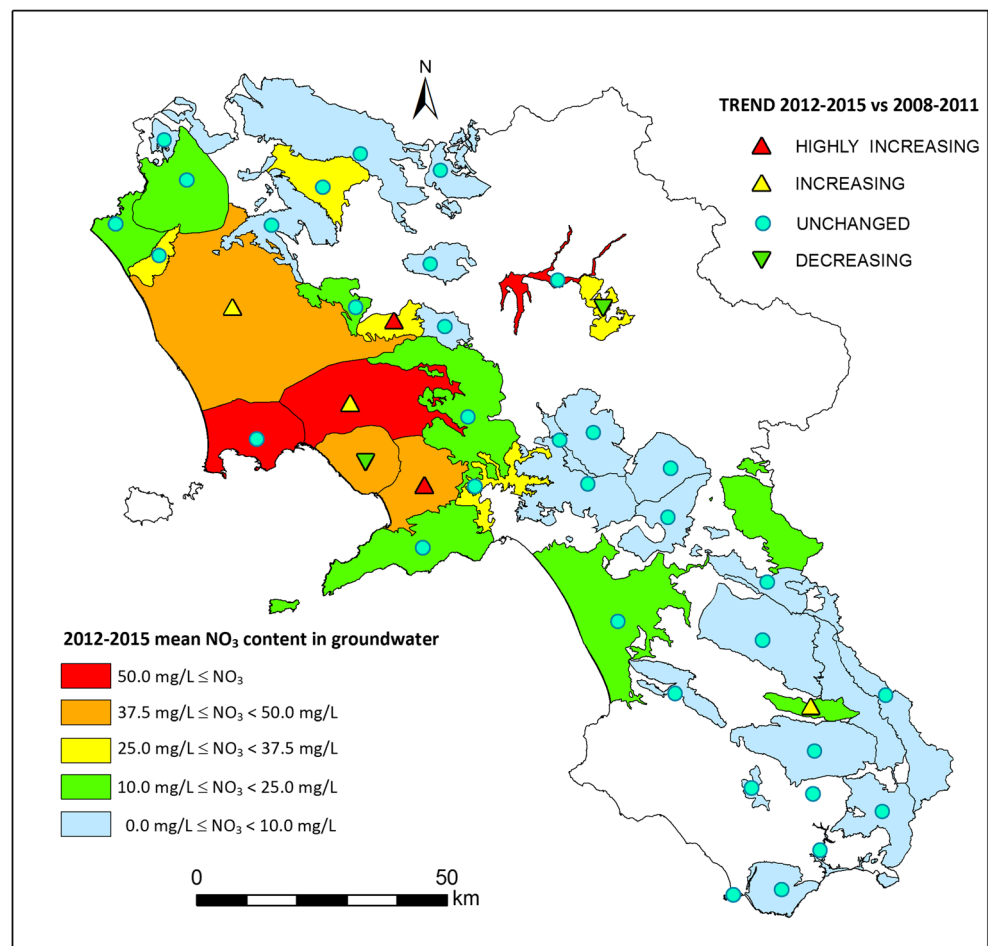 N
TREND 2012-2015 vs 2008-2011
HIGHLY INCREASING
INCREASING
UNCHANGED
DECREASING
2012-2015 mean NO₃ content in groundwater
50.0 mg/L ≤ NO₃
37.5 mg/L ≤ NO₃ < 50.0 mg/L
25.0 mg/L ≤ NO₃ < 37.5 mg/L
10.0 mg/L ≤ NO₃ < 25.0 mg/L
0.0 mg/L ≤ NO₃ < 10.0 mg/L
0 50
km